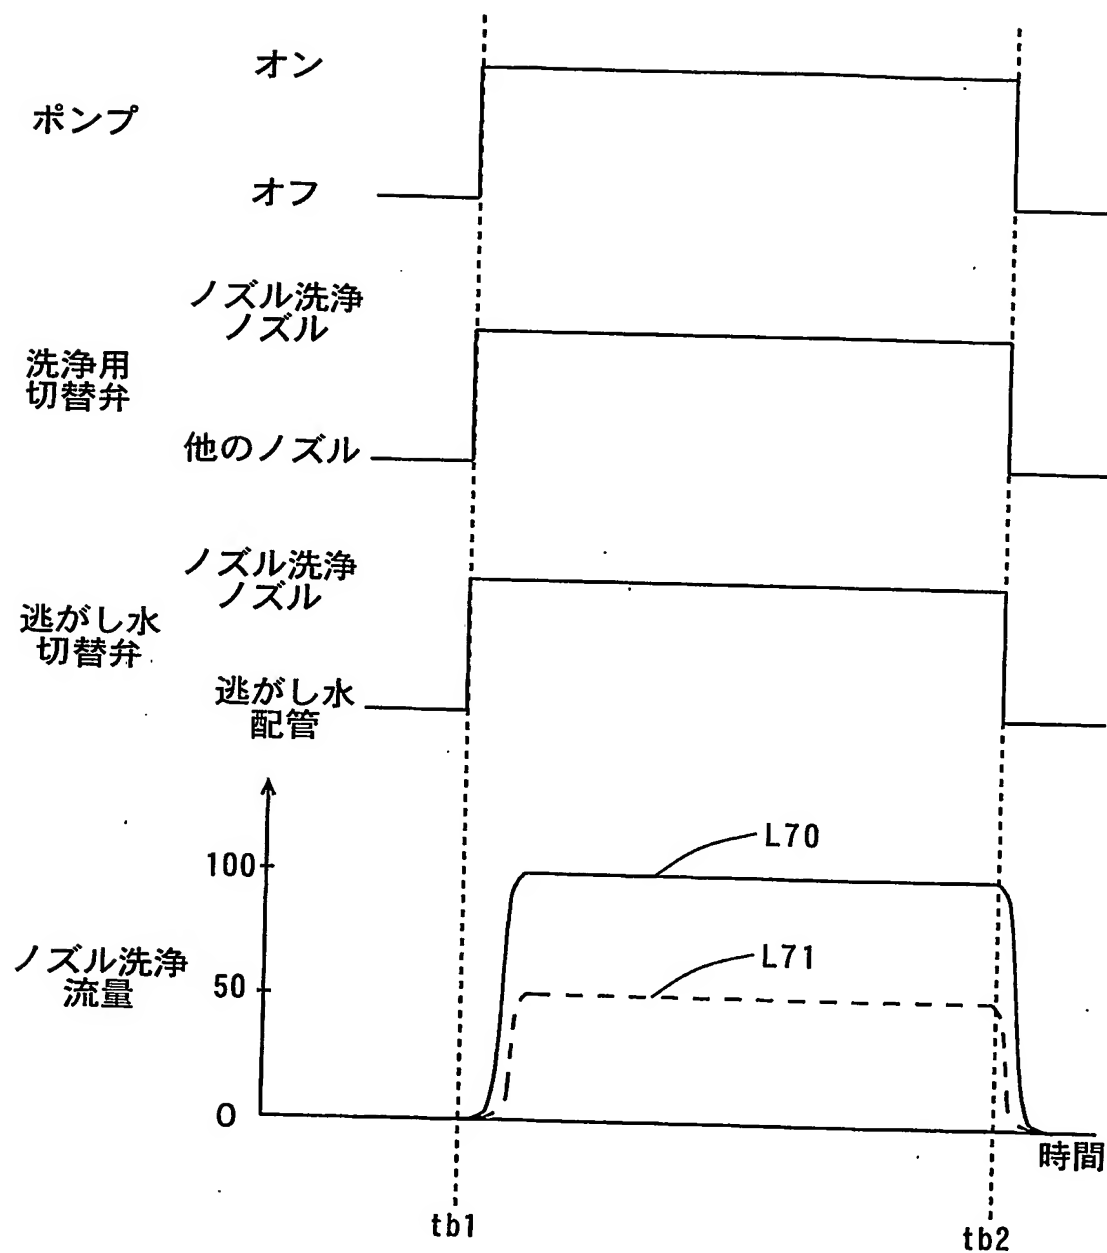 オン
ポンプ
オフ
ノズル洗浄
ノズル
洗浄用
切替弁
他のノズル
ノズル洗浄
ノズル
逃がし水
切替弁
逃がし水
配管
L70
100
L71
ノズル洗浄
流量
50
0
時間
tb1
tb2